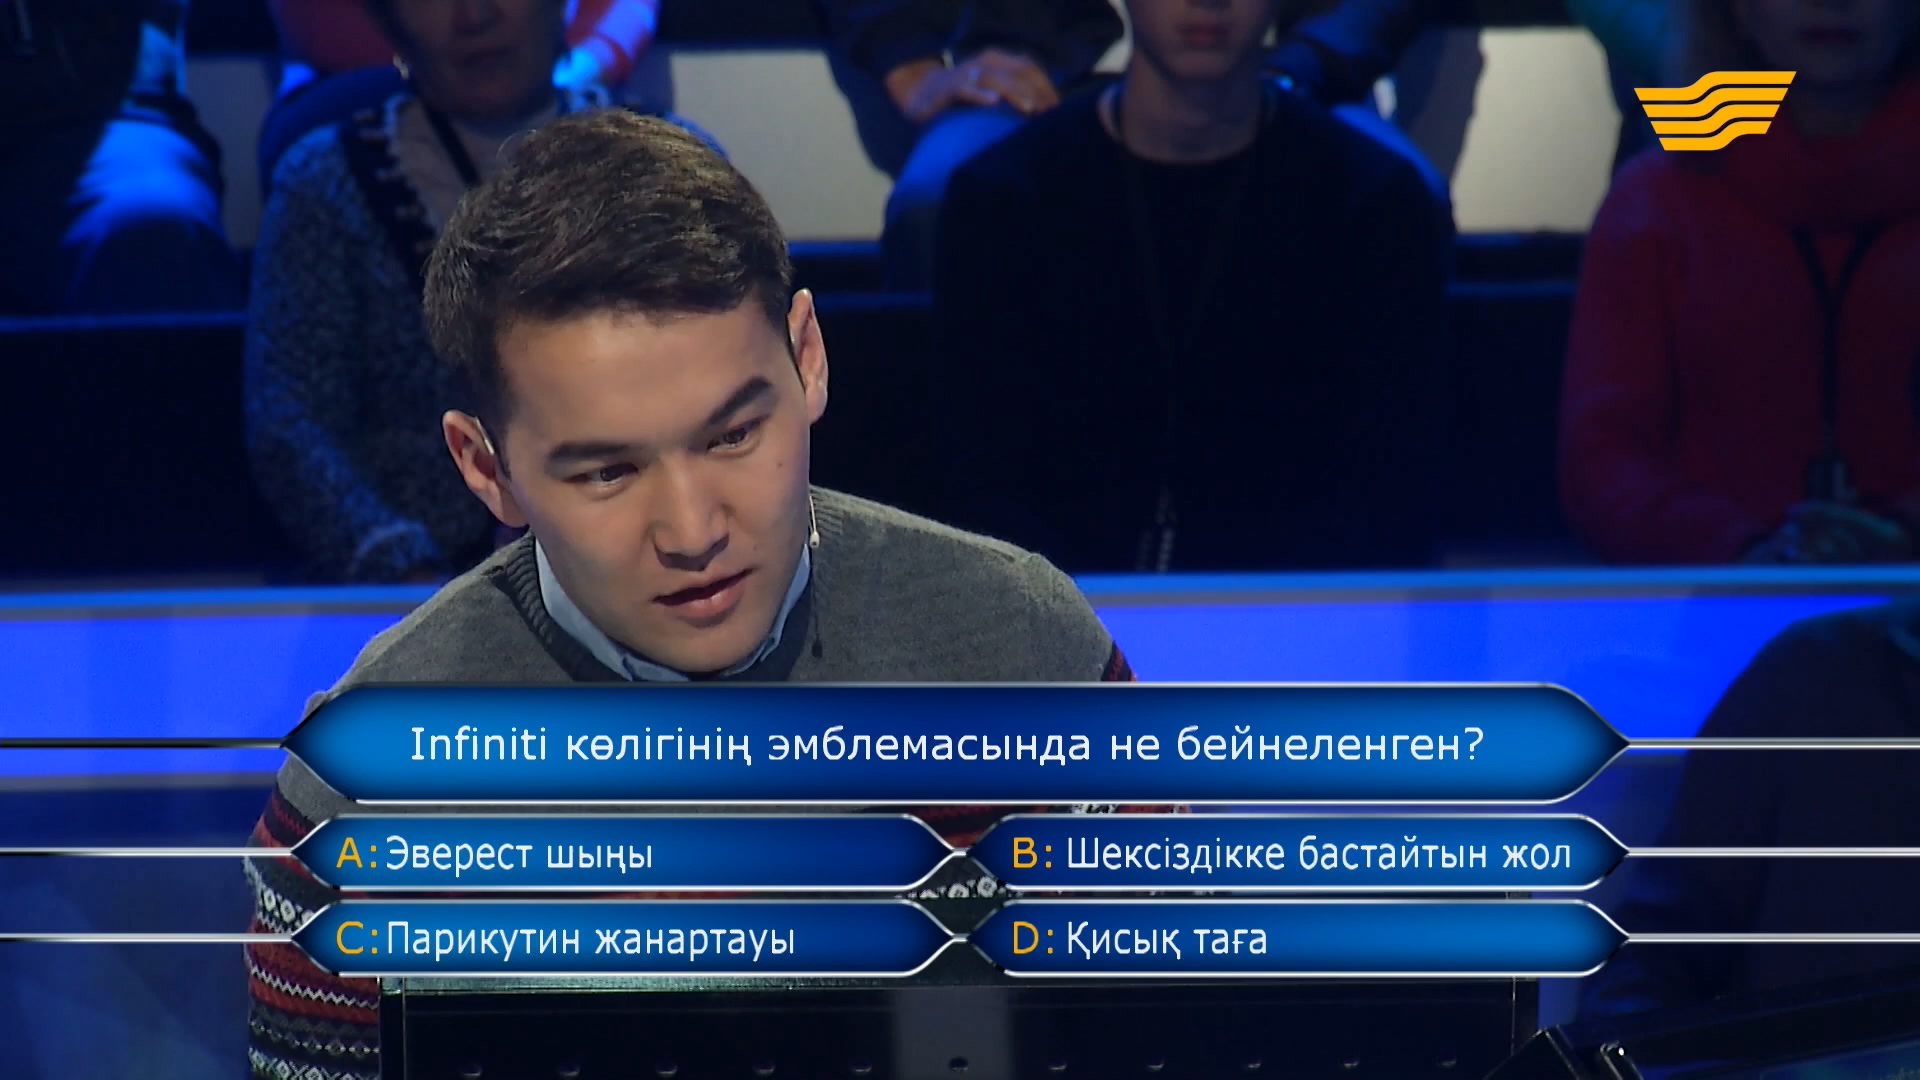 Infiniti көлігінің эмблемасында не бейнеленген?
A: Эверест шыңы
B: Шексіздікке бастайтын жол
C: Парикутин жанартауы
D: Қисық таға